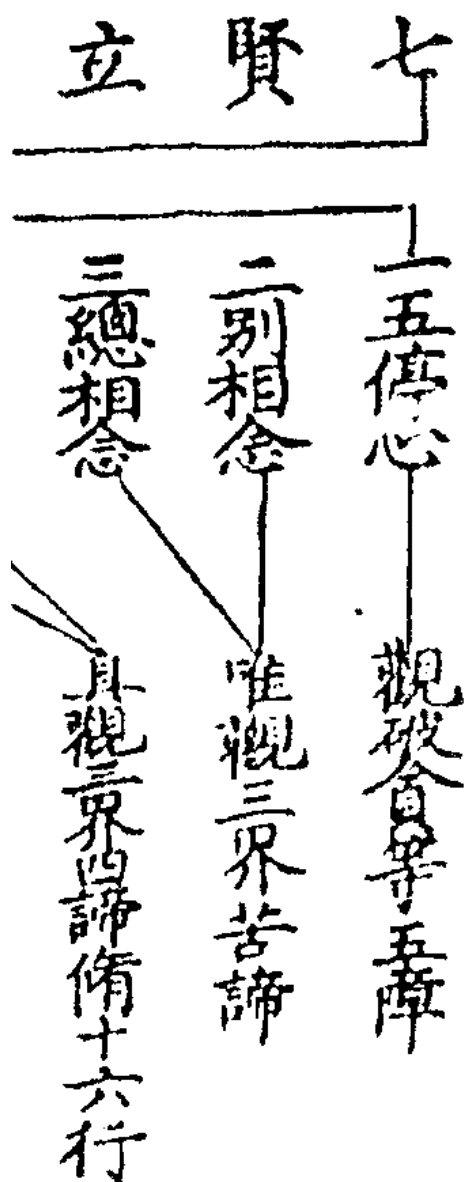 七賢立
一五停心
二別相念
三總相念
觀破貪等五障
唯觀三界苦諦
具觀三界四諦脩十六行